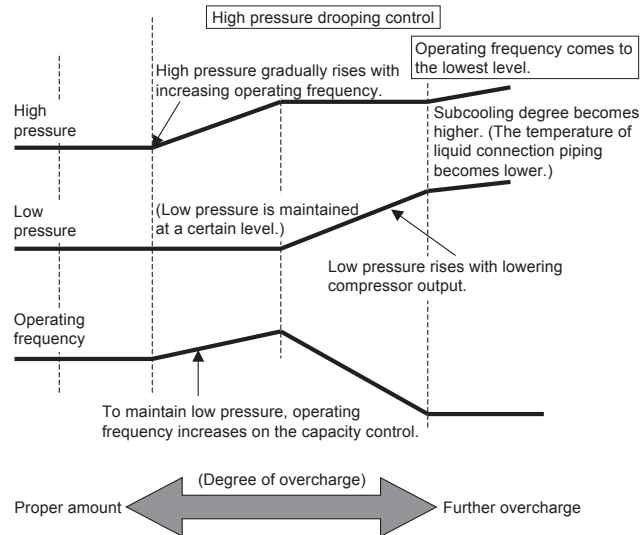 High pressure drooping control
Operating frequency comes to
the lowest level.
High pressure gradually rises with
increasing operating frequency.
High
pressure
Subcooling degree becomes
higher. (The temperature of
liquid connection piping
becomes lower.)
Low
pressure
(Low pressure is maintained
at a certain level.)
Low pressure rises with lowering
compressor output.
Operating
frequency
To maintain low pressure, operating
frequency increases on the capacity control.
(Degree of overcharge)
Proper amount
Further overcharge